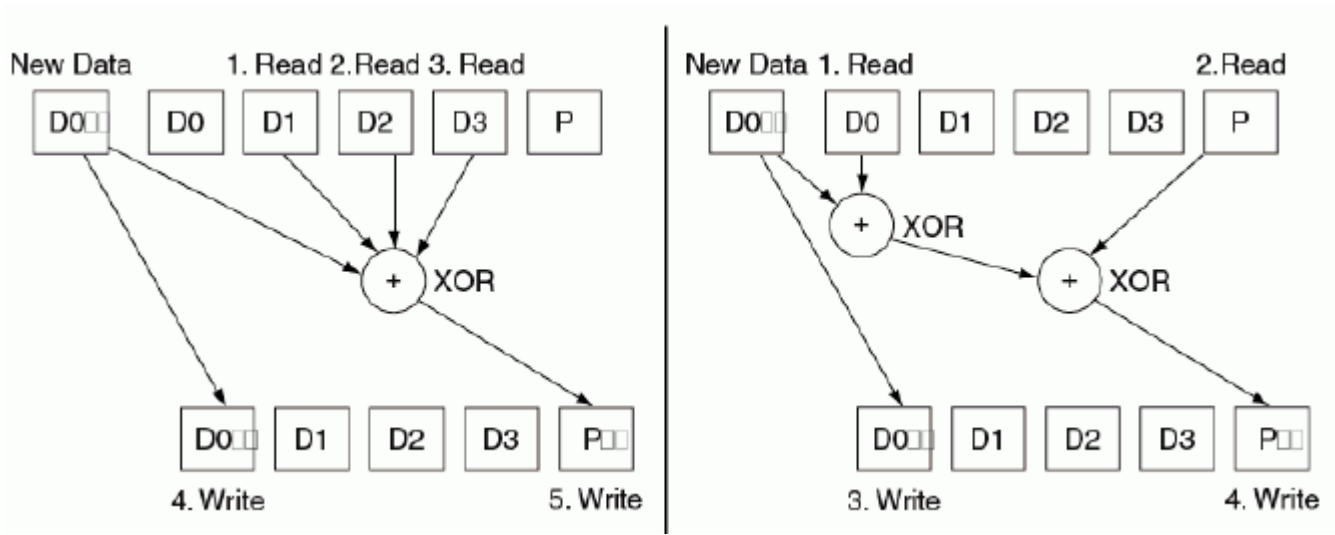 New Data 1. Read 2.Read 3. Read
D0□□ D0 D1 D2 D3 P
+ XOR
D0□□ D1 D2 D3 P□□
4. Write 5. Write
New Data 1. Read 2.Read
D0□□ D0 D1 D2 D3 P
+ XOR
+ XOR
D0□□ D1 D2 D3 P□□
3. Write 4. Write